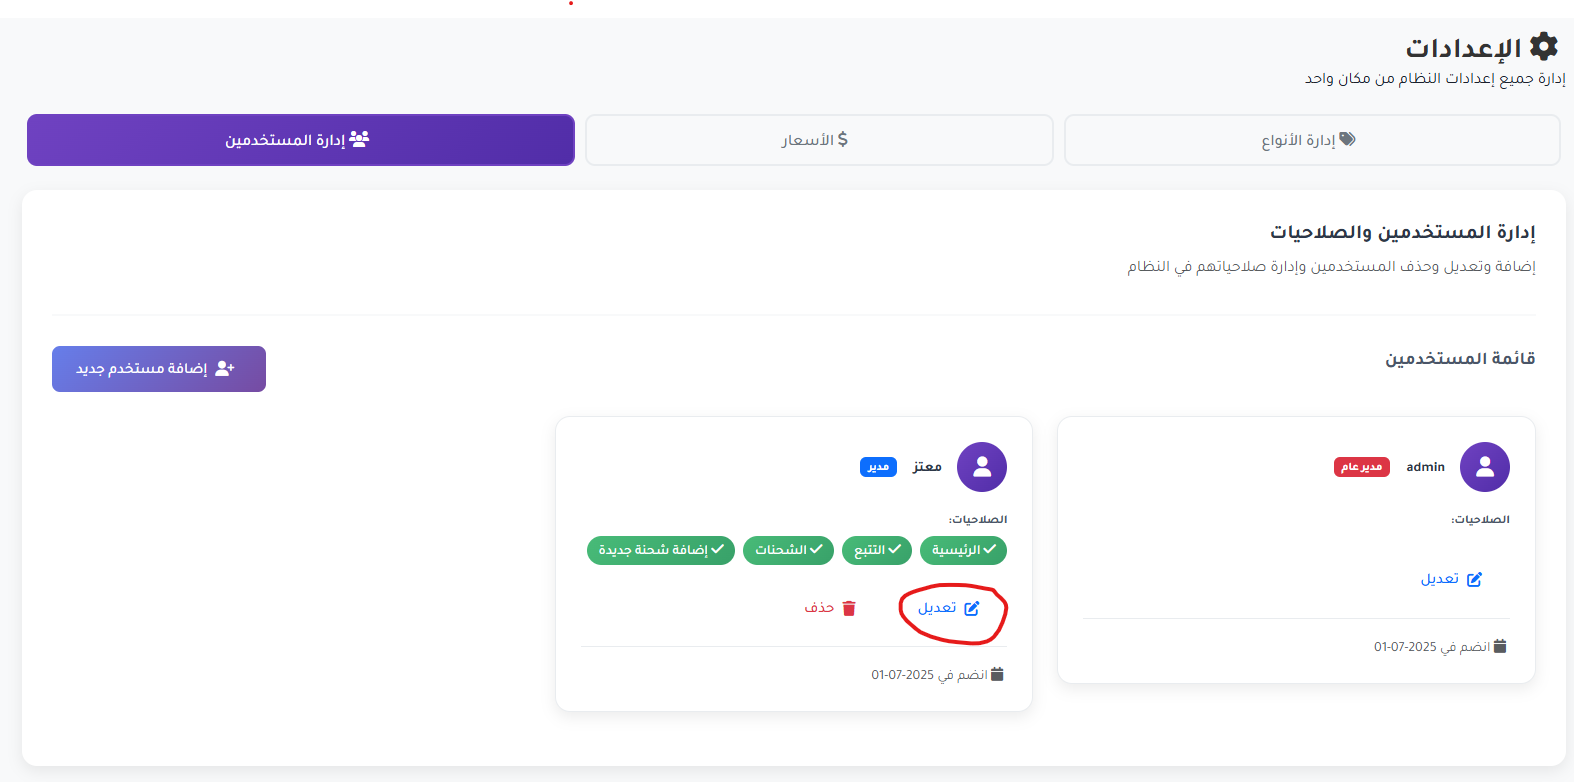 الإعدادات
إدارة جميع إعدادات النظام من مكان واحد
إدارة الأنواع
$ الأسعار
إدارة المستخدمين
إدارة المستخدمين والصلاحيات
إضافة وتعديل وحذف المستخدمين وإدارة صلاحياتهم في النظام
قائمة المستخدمين
إضافة مستخدم جديد
admin مدير عام
الصلاحيات:
تعديل
انضم في 2025-07-01
معتز مدير
الصلاحيات:
الرئيسية التتبع الشحنات إضافة شحنة جديدة
تعديل حذف
انضم في 2025-07-01